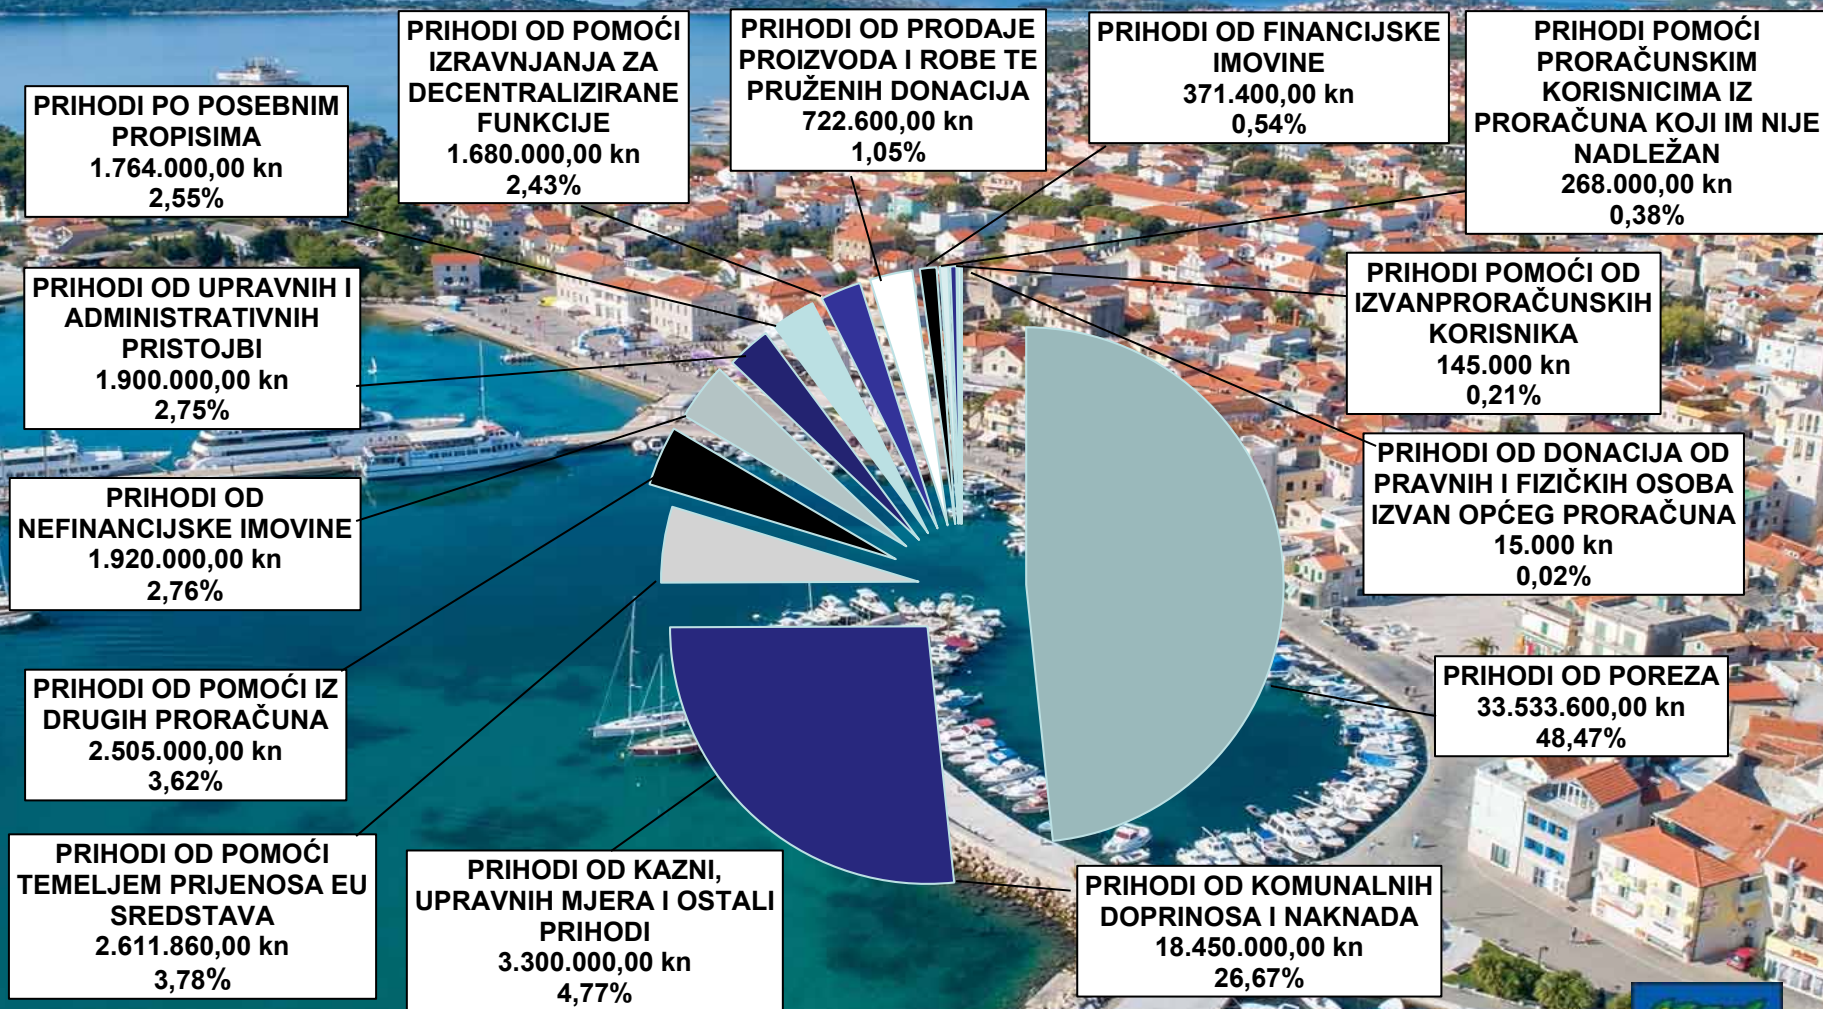 PRIHODI PO POSEBNIM
PROPISIMA
1.764.000,00 kn
2,55%
PRIHODI OD POMOĆI
IZRAVNJANJA ZA
DECENTRALIZIRANE
FUNKCIJE
1.680.000,00 kn
2,43%
PRIHODI OD PRODAJE
PROIZVODA I ROBE TE
PRUŽENIH DONACIJA
722.600,00 kn
1,05%
PRIHODI OD FINANCIJSKE
IMOVINE
371.400,00 kn
0,54%
PRIHODI POMOĆI
PRORAČUNSKIM
KORISNICIMA IZ
PRORAČUNA KOJI IM NIJE
NADLEŽAN
268.000,00 kn
0,38%
PRIHODI OD UPRAVNIH I
ADMINISTRATIVNIH
PRISTOJBI
1.900.000,00 kn
2,75%
PRIHODI POMOĆI OD
IZVANPRORAČUNSKIH
KORISNIKA
145.000 kn
0,21%
PRIHODI OD
NEFINANCIJSKE IMOVINE
1.920.000,00 kn
2,76%
PRIHODI OD DONACIJA OD
PRAVNIH I FIZIČKIH OSOBA
IZVAN OPĆEG PRORAČUNA
15.000 kn
0,02%
PRIHODI OD POMOĆI IZ
DRUGIH PRORAČUNA
2.505.000,00 kn
3,62%
PRIHODI OD POREZA
33.533.600,00 kn
48,47%
PRIHODI OD POMOĆI
TEMELJEM PRIJENOSA EU
SREDSTAVA
2.611.860,00 kn
3,78%
PRIHODI OD KAZNI,
UPRAVNIH MJERA I OSTALI
PRIHODI
3.300.000,00 kn
4,77%
PRIHODI OD KOMUNALNIH
DOPRINOSA I NAKNADA
18.450.000,00 kn
26,67%